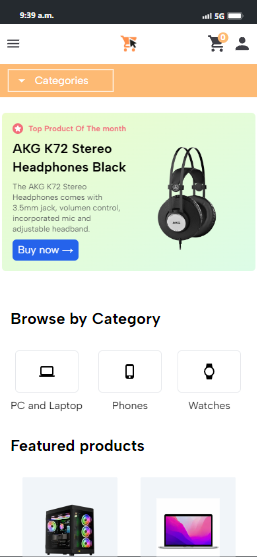 9:39 a.m.
5G
0
Categories
Top Product Of The month
AKG K72 Stereo
Headphones Black
The AKG K72 Stereo
Headphones comes with
3.5mm jack, volumen control,
incorporated mic and
adjustable headband.
Buy now →
Browse by Category
PC and Laptop
Phones
Watches
Featured products